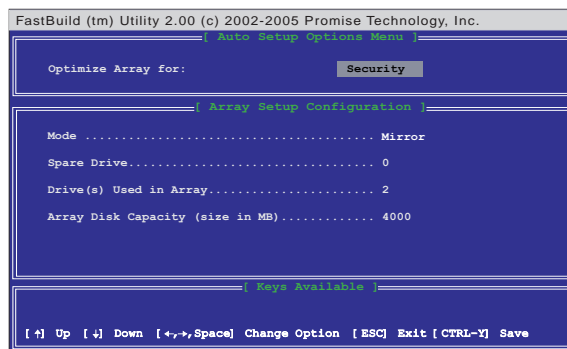 FastBuild (tm) Utility 2.00 (c) 2002-2005 Promise Technology, Inc.
[ Auto Setup Options Menu ]
Optimize Array for: Security
[ Array Setup Configuration ]
Mode ...................................... Mirror
Spare Drive................................ 0
Drive(s) Used in Array...................... 2
Array Disk Capacity (size in MB)............. 4000
[ Keys Available ]
[↑] Up [↓] Down [←,→,Space] Change Option [ESC] Exit [CTRL-Y] Save